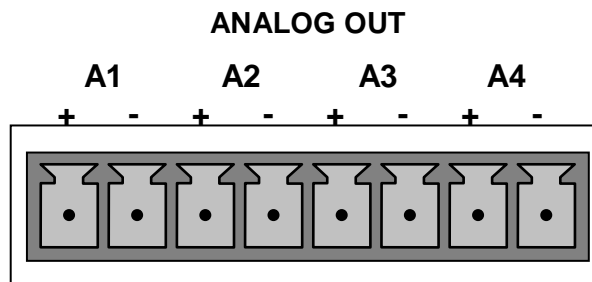 ANALOG OUT
A1 A2 A3 A4
+ - + - + - + -